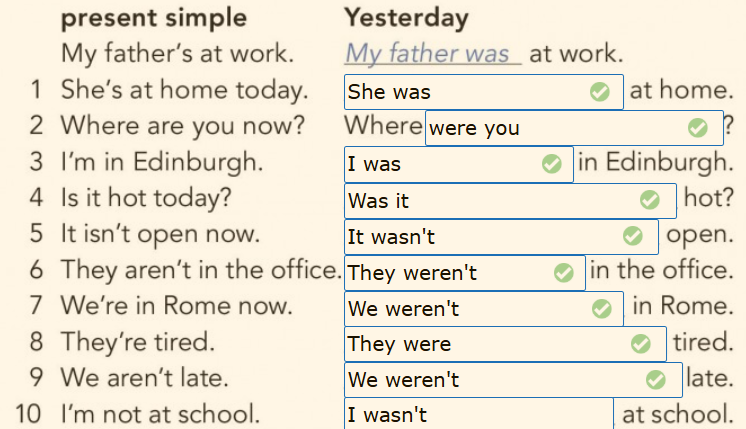 present simple Yesterday
My father's at work. My father was at work.
1 She's at home today. She was at home.
2 Where are you now? Where were you ?
3 I'm in Edinburgh. I was in Edinburgh.
4 Is it hot today? Was it hot?
5 It isn't open now. It wasn't open.
6 They aren't in the office. They weren't in the office.
7 We're in Rome now. We weren't in Rome.
8 They're tired. They were tired.
9 We aren't late. We weren't late.
10 I'm not at school. I wasn't at school.